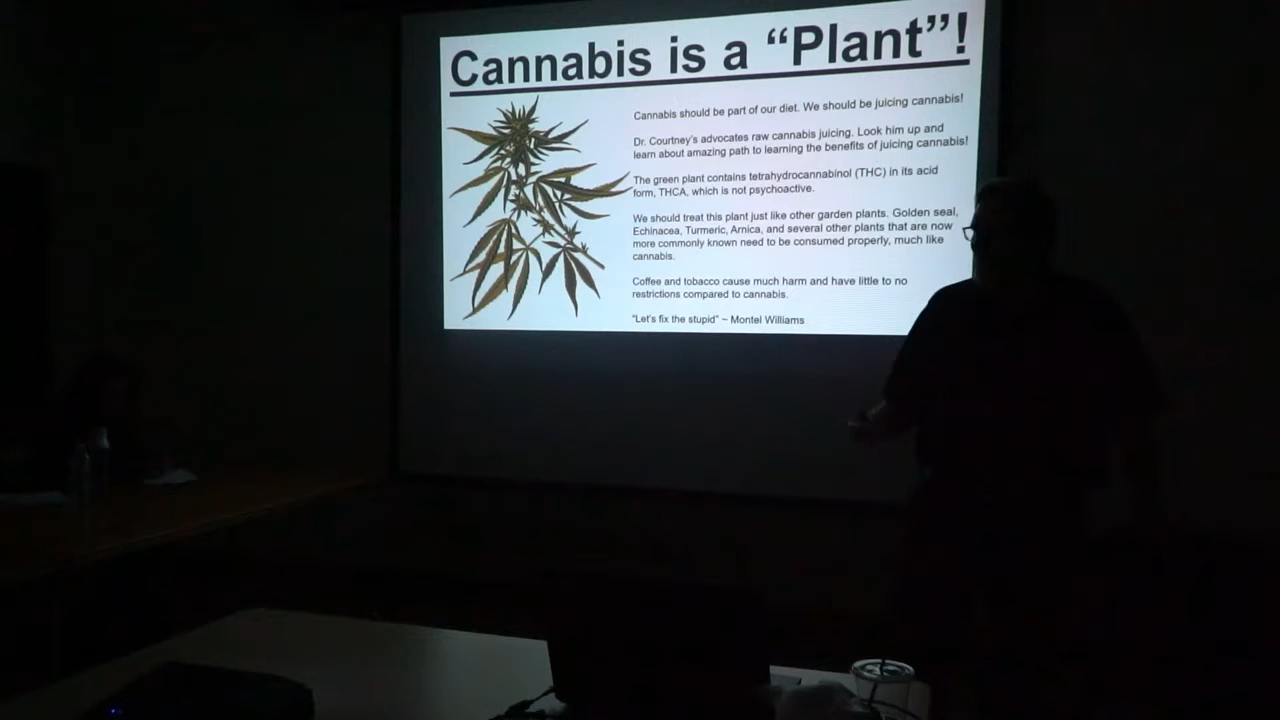 Cannabis is a “Plant”!
Cannabis should be part of our diet. We should be juicing cannabis!
Dr. Courtney's advocates raw cannabis juicing. Look him up and
learn about amazing path to learning the benefits of juicing cannabis!
The green plant contains tetrahydrocannabinol (THC) in its acid
form, THCA, which is not psychoactive.
We should treat this plant just like other garden plants. Golden seal,
Echinacea, Turmeric, Arnica, and several other plants that are now
more commonly known need to be consumed properly, much like
cannabis.
Coffee and tobacco cause much harm and have little to no
restrictions compared to cannabis.
"Let's fix the stupid" ~ Montel Williams